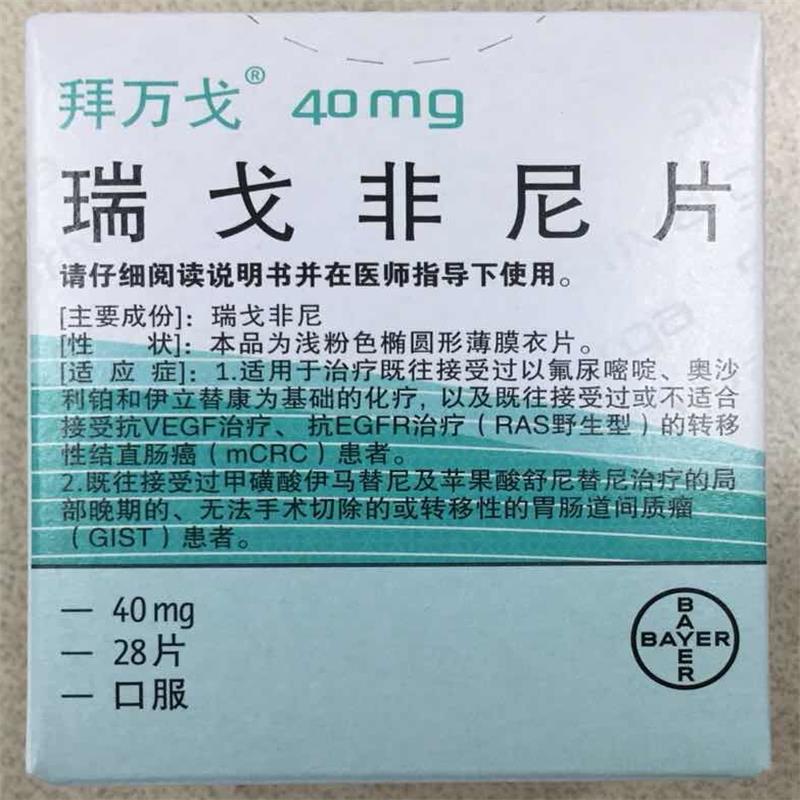 拜万戈® 40mg
瑞戈非尼片
请仔细阅读说明书并在医师指导下使用。
[主要成份]：瑞戈非尼
[性 状]：本品为浅粉色椭圆形薄膜衣片。
[适 应 症]：1.适用于治疗既往接受过以氟尿嘧啶、奥沙
利铂和伊立替康为基础的化疗，以及既往接受过或不适合
接受抗VEGF治疗、抗EGFR治疗（RAS野生型）的转移
性结直肠癌（mCRC）患者。
2.既往接受过甲磺酸伊马替尼及苹果酸舒尼替尼治疗的局
部晚期的、无法手术切除的或转移性的胃肠道间质瘤
（GIST）患者。
— 40 mg
— 28片
— 口服
BAYER
BAYER